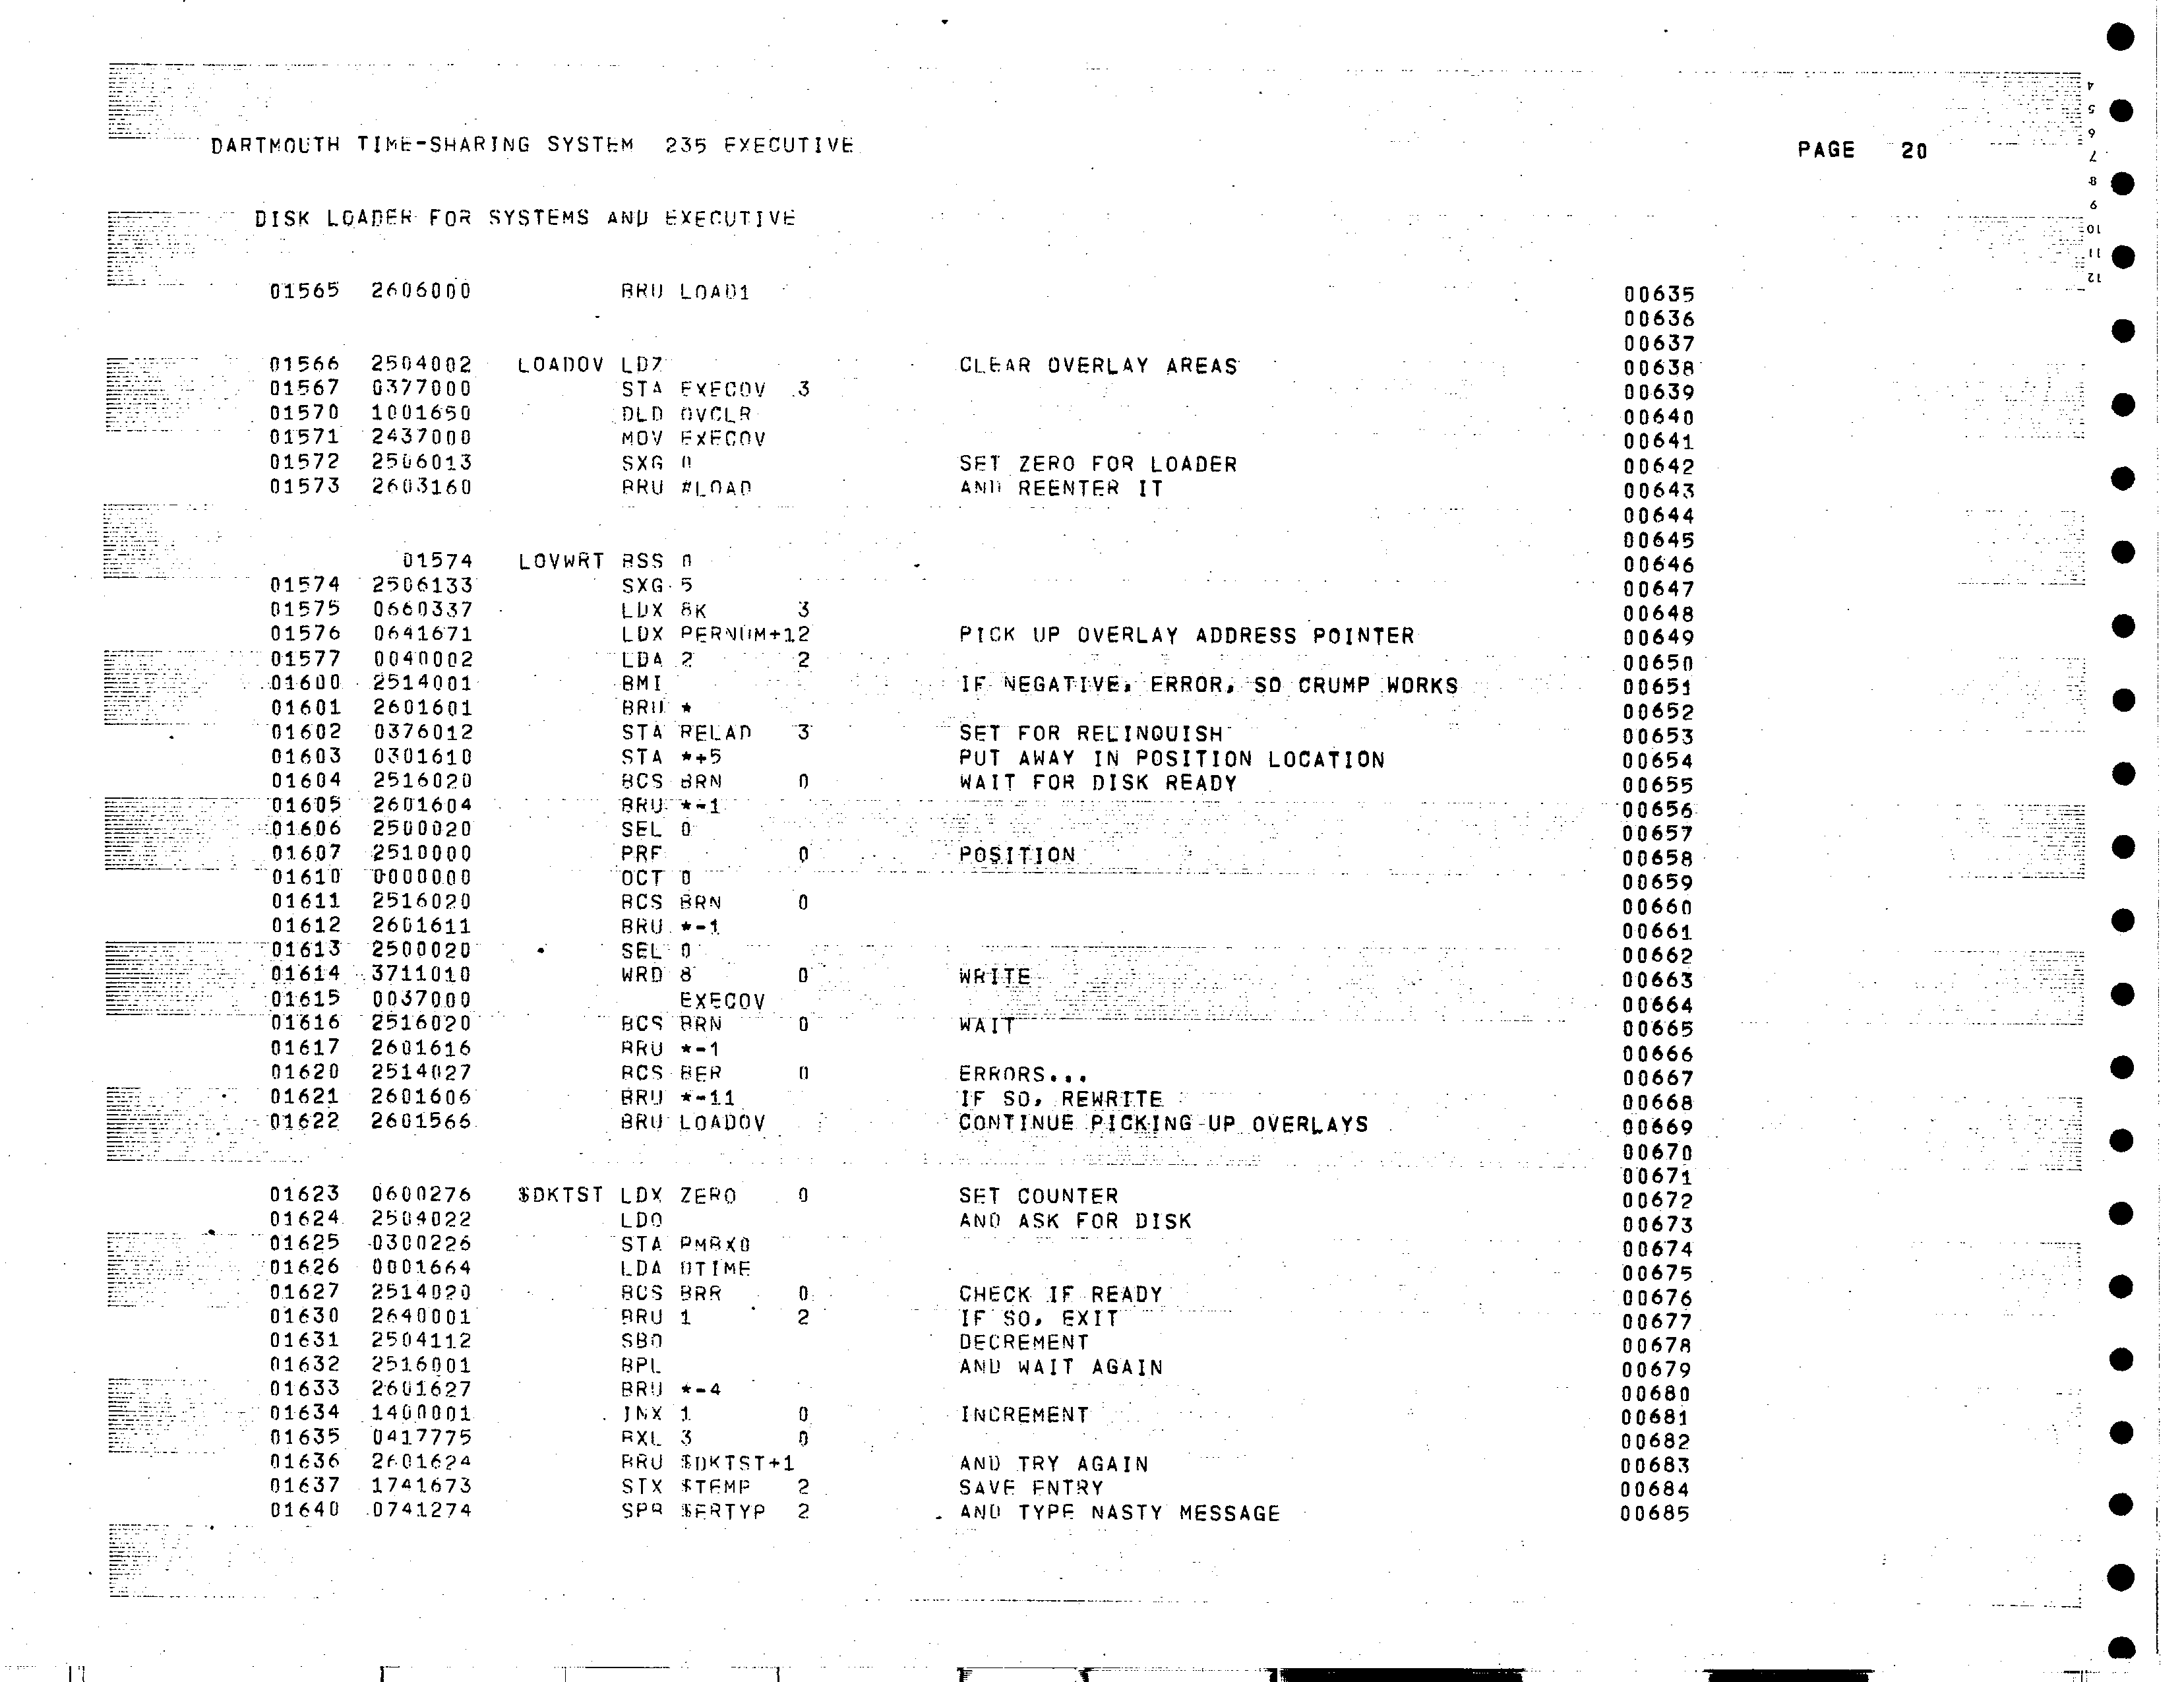 DARTMOUTH TIME-SHARING SYSTEM 235 EXECUTIVE PAGE 20
DISK LOADER FOR SYSTEMS AND EXECUTIVE
01565 2606000 BRU LOAD1 00635
00636
00637
01566 2504002 LOADOV LDZ CLEAR OVERLAY AREAS 00638
01567 0377000 STA EXECOV 3 00639
01570 1001650 DLD OVCLR 00640
01571 2437000 MOV EXECOV 00641
01572 2506013 SXG 0 SET ZERO FOR LOADER 00642
01573 2603160 BRU #LOAD AND REENTER IT 00643
00644
00645
01574 LOVWRT BSS 0 00646
01574 2506133 SXG 5 00647
01575 0660337 LDX 8K 3 00648
01576 0641671 LDX PERNUM+12 PICK UP OVERLAY ADDRESS POINTER 00649
01577 0040002 LDA 2 2 00650
01600 2514001 BMI IF NEGATIVE, ERROR, SO CRUMP WORKS 00651
01601 2601601 BRU * 00652
01602 0376012 STA RELAD 3 SET FOR RELINQUISH 00653
01603 0301610 STA *+5 PUT AWAY IN POSITION LOCATION 00654
01604 2516020 BCS BRN 0 WAIT FOR DISK READY 00655
01605 2601604 BRU *-1 00656
01606 2500020 SEL 0 00657
01607 2510000 PRF 0 POSITION 00658
01610 0000000 OCT 0 00659
01611 2516020 BCS BRN 0 00660
01612 2601611 BRU *-1 00661
01613 2500020 SEL 0 00662
01614 3711010 WRD 8 0 WRITE 00663
01615 0037000 EXECOV 00664
01616 2516020 BCS BRN 0 WAIT 00665
01617 2601616 BRU *-1 00666
01620 2514027 BCS BER 0 ERRORS... 00667
01621 2601606 BRU *-11 IF SO, REWRITE 00668
01622 2601566 BRU LOADOV CONTINUE PICKING UP OVERLAYS 00669
00670
00671
01623 0600276 $DKTST LDX ZERO 0 SET COUNTER 00672
01624 2504022 LDO AND ASK FOR DISK 00673
01625 0300226 STA PMBX0 00674
01626 0001664 LDA DTIME 00675
01627 2514020 BCS BRR 0 CHECK IF READY 00676
01630 2640001 BRU 1 2 IF SO, EXIT 00677
01631 2504112 SBO DECREMENT 00678
01632 2516001 BPL AND WAIT AGAIN 00679
01633 2601627 BRU *-4 00680
01634 1400001 INX 1 0 INCREMENT 00681
01635 0417775 BXL 3 0 00682
01636 2601624 BRU $DKTST+1 AND TRY AGAIN 00683
01637 1741673 STX $TEMP 2 SAVE ENTRY 00684
01640 0741274 SPB $ERTYP 2 AND TYPE NASTY MESSAGE 00685
4
5
6
7
8
9
10
11
12